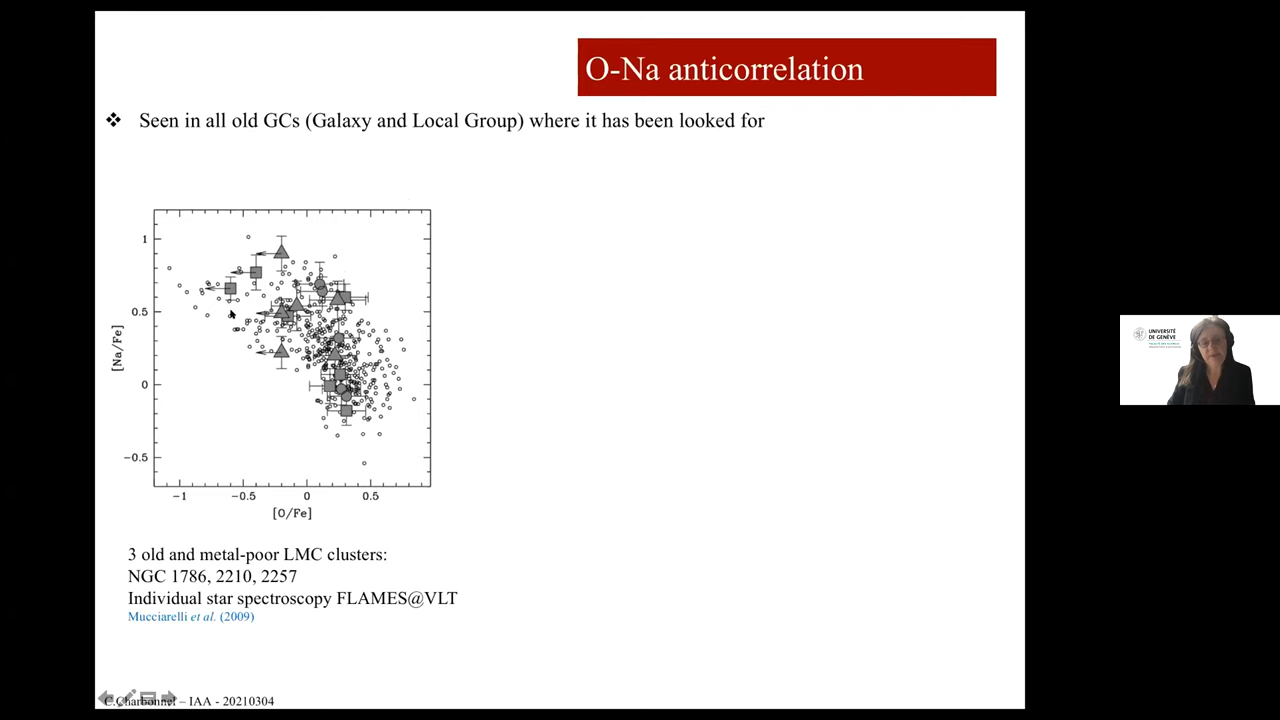 O-Na anticorrelation
❖ Seen in all old GCs (Galaxy and Local Group) where it has been looked for
1
0.5
0
−0.5
[Na/Fe]
−1 −0.5 0 0.5
[O/Fe]
3 old and metal-poor LMC clusters:
NGC 1786, 2210, 2257
Individual star spectroscopy FLAMES@VLT
Mucciarelli et al. (2009)
C.Charbonnel – IAA - 20210304
UNIVERSITÉ
DE GENÈVE